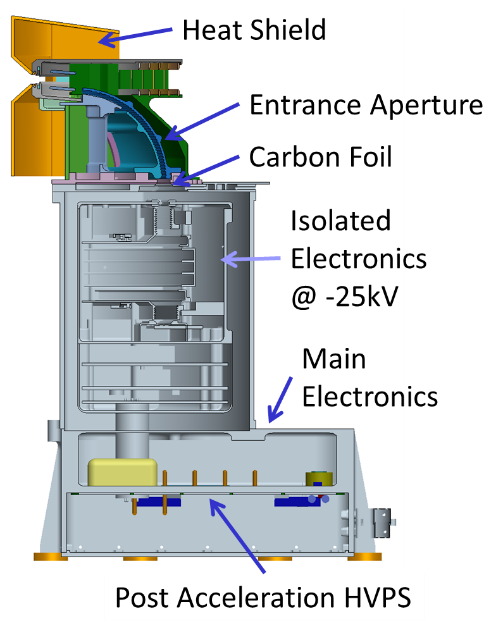 Heat Shield
Entrance Aperture
Carbon Foil
Isolated
Electronics
@ -25kV
Main
Electronics
Post Acceleration HVPS